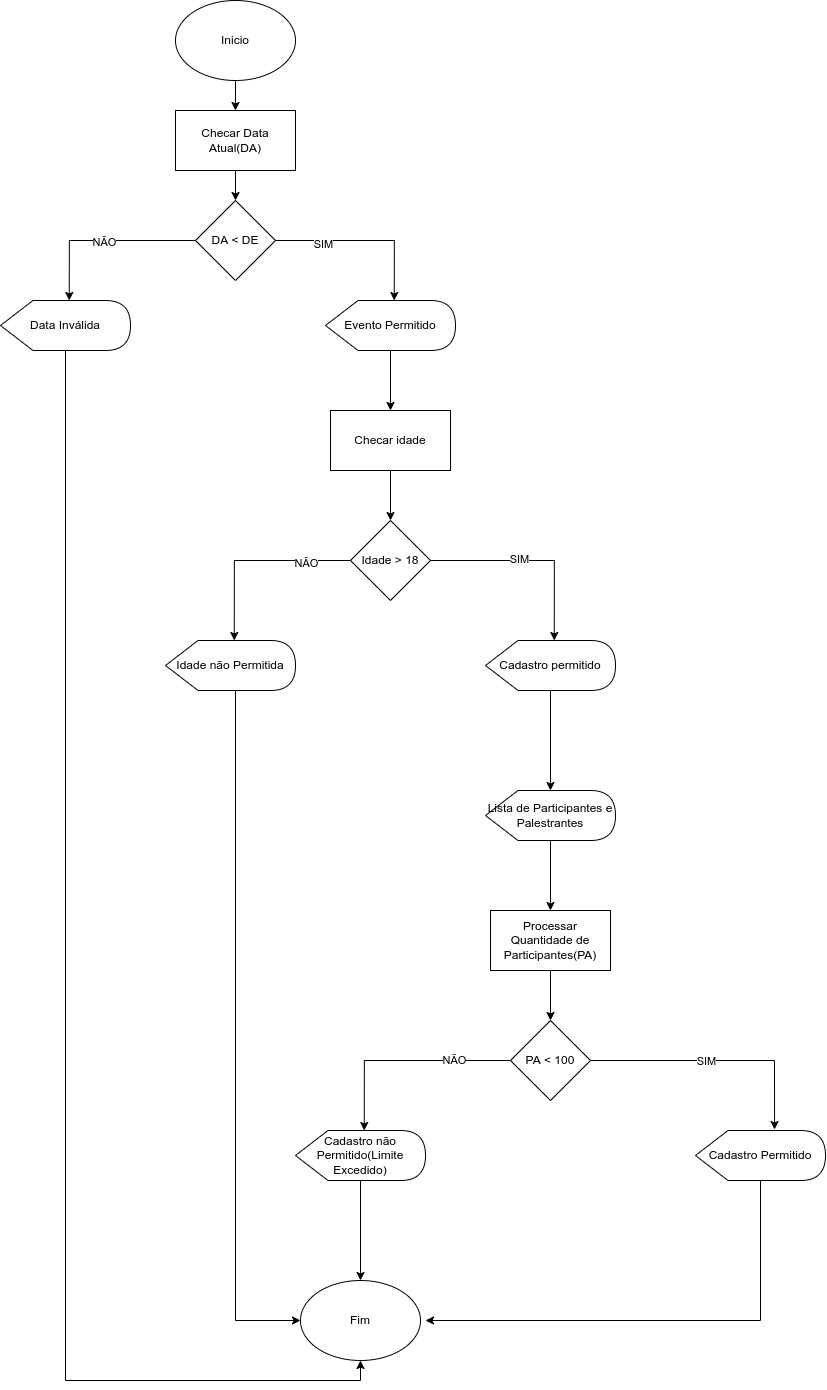 Inicio
Checar Data
Atual(DA)
DA < DE
NÃO
SIM
Data Inválida
Evento Permitido
Checar idade
Idade > 18
NÃO
SIM
Idade não Permitida
Cadastro permitido
Lista de Participantes e
Palestrantes
Processar
Quantidade de
Participantes(PA)
PA < 100
NÃO
SIM
Cadastro não
Permitido(Limite
Excedido)
Cadastro Permitido
Fim